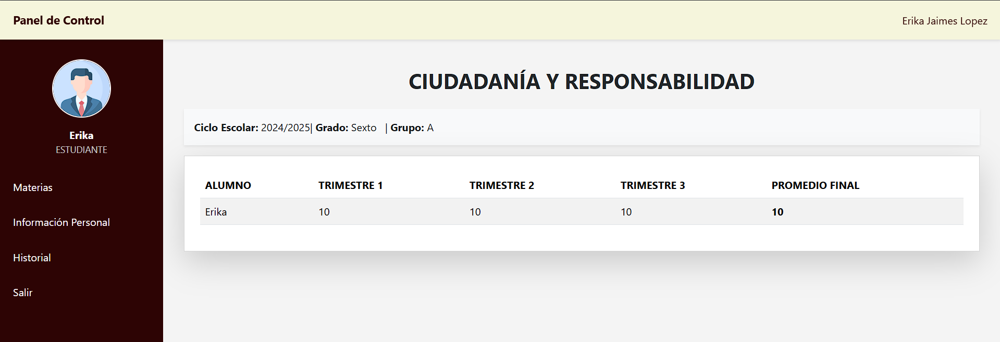 Panel de Control
Erika Jaimes Lopez
Erika
ESTUDIANTE
Materias
Información Personal
Historial
Salir
CIUDADANÍA Y RESPONSABILIDAD
Ciclo Escolar: 2024/2025| Grado: Sexto | Grupo: A
ALUMNO TRIMESTRE 1 TRIMESTRE 2 TRIMESTRE 3 PROMEDIO FINAL
Erika 10 10 10 10